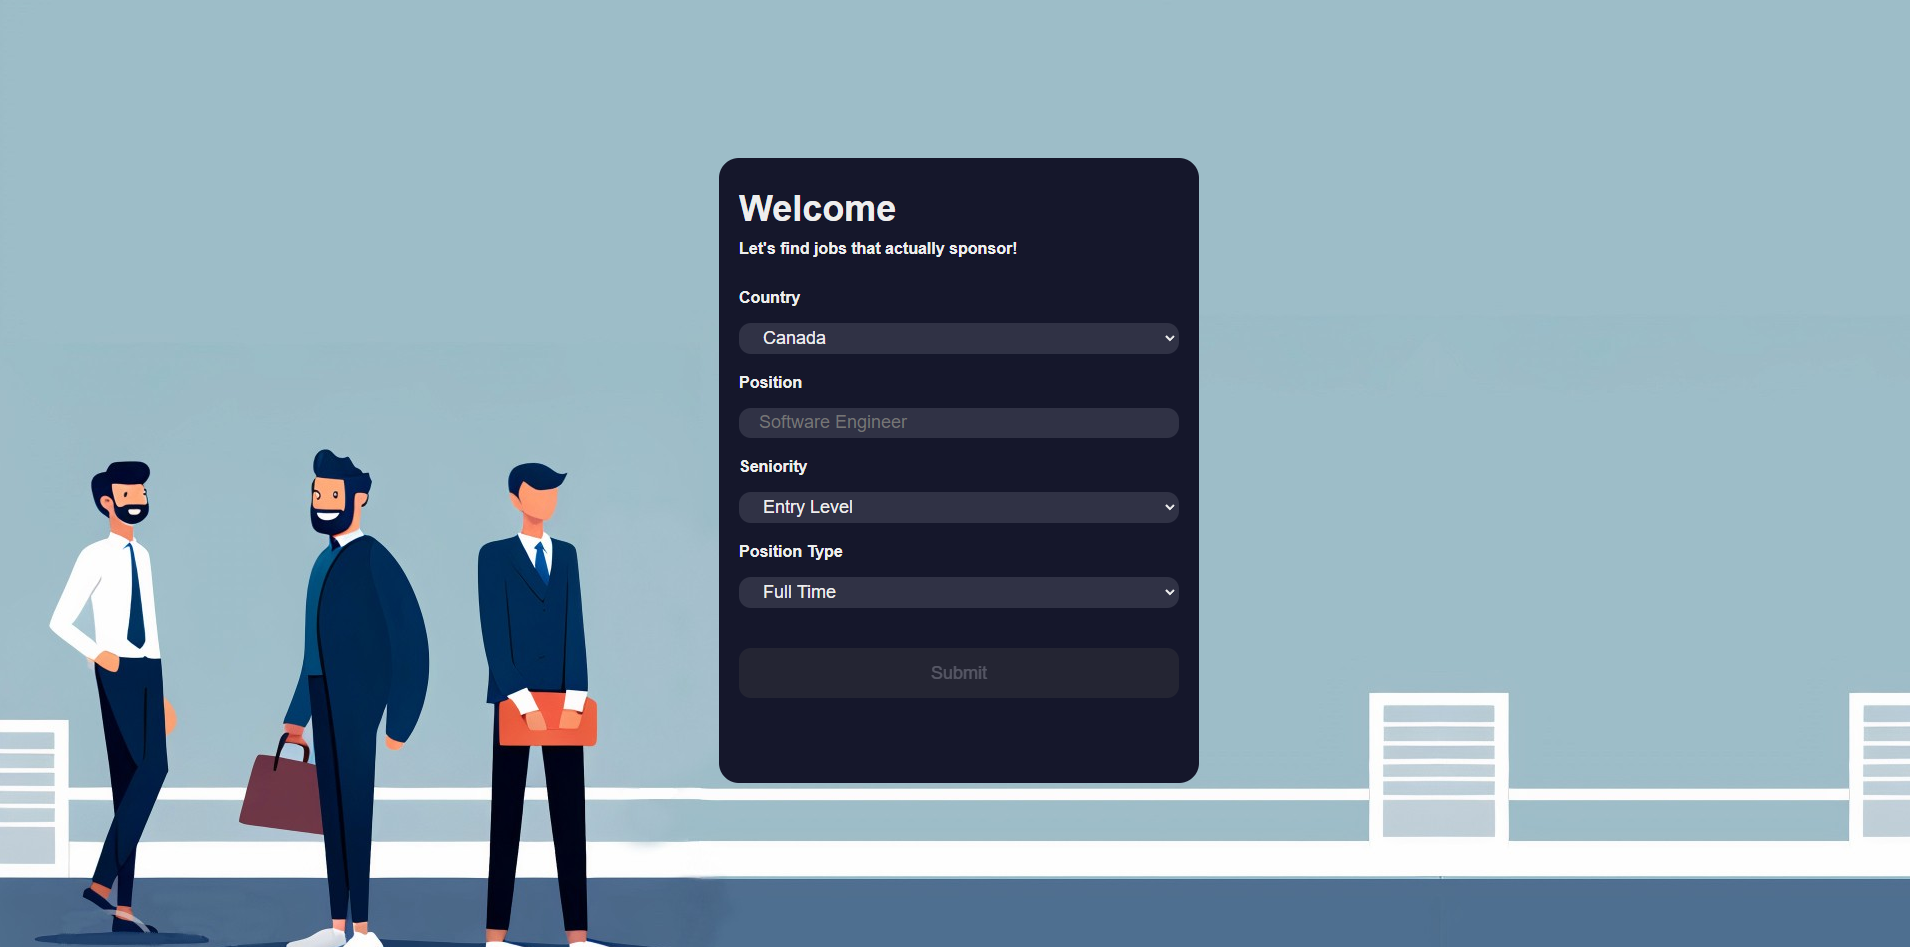 Welcome
Let's find jobs that actually sponsor!
Country
Canada
Position
Software Engineer
Seniority
Entry Level
Position Type
Full Time
Submit